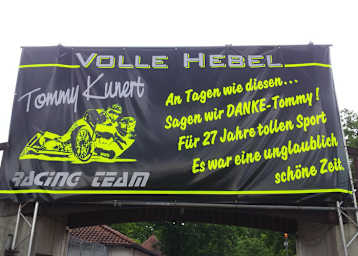 VOLLE HEBEL
Tommy Kunert
An Tagen wie diesen...
Sagen wir DANKE-Tommy !
Für 27 Jahre tollen Sport
Es war eine unglaublich
schöne Zeit.
RACING TEAM